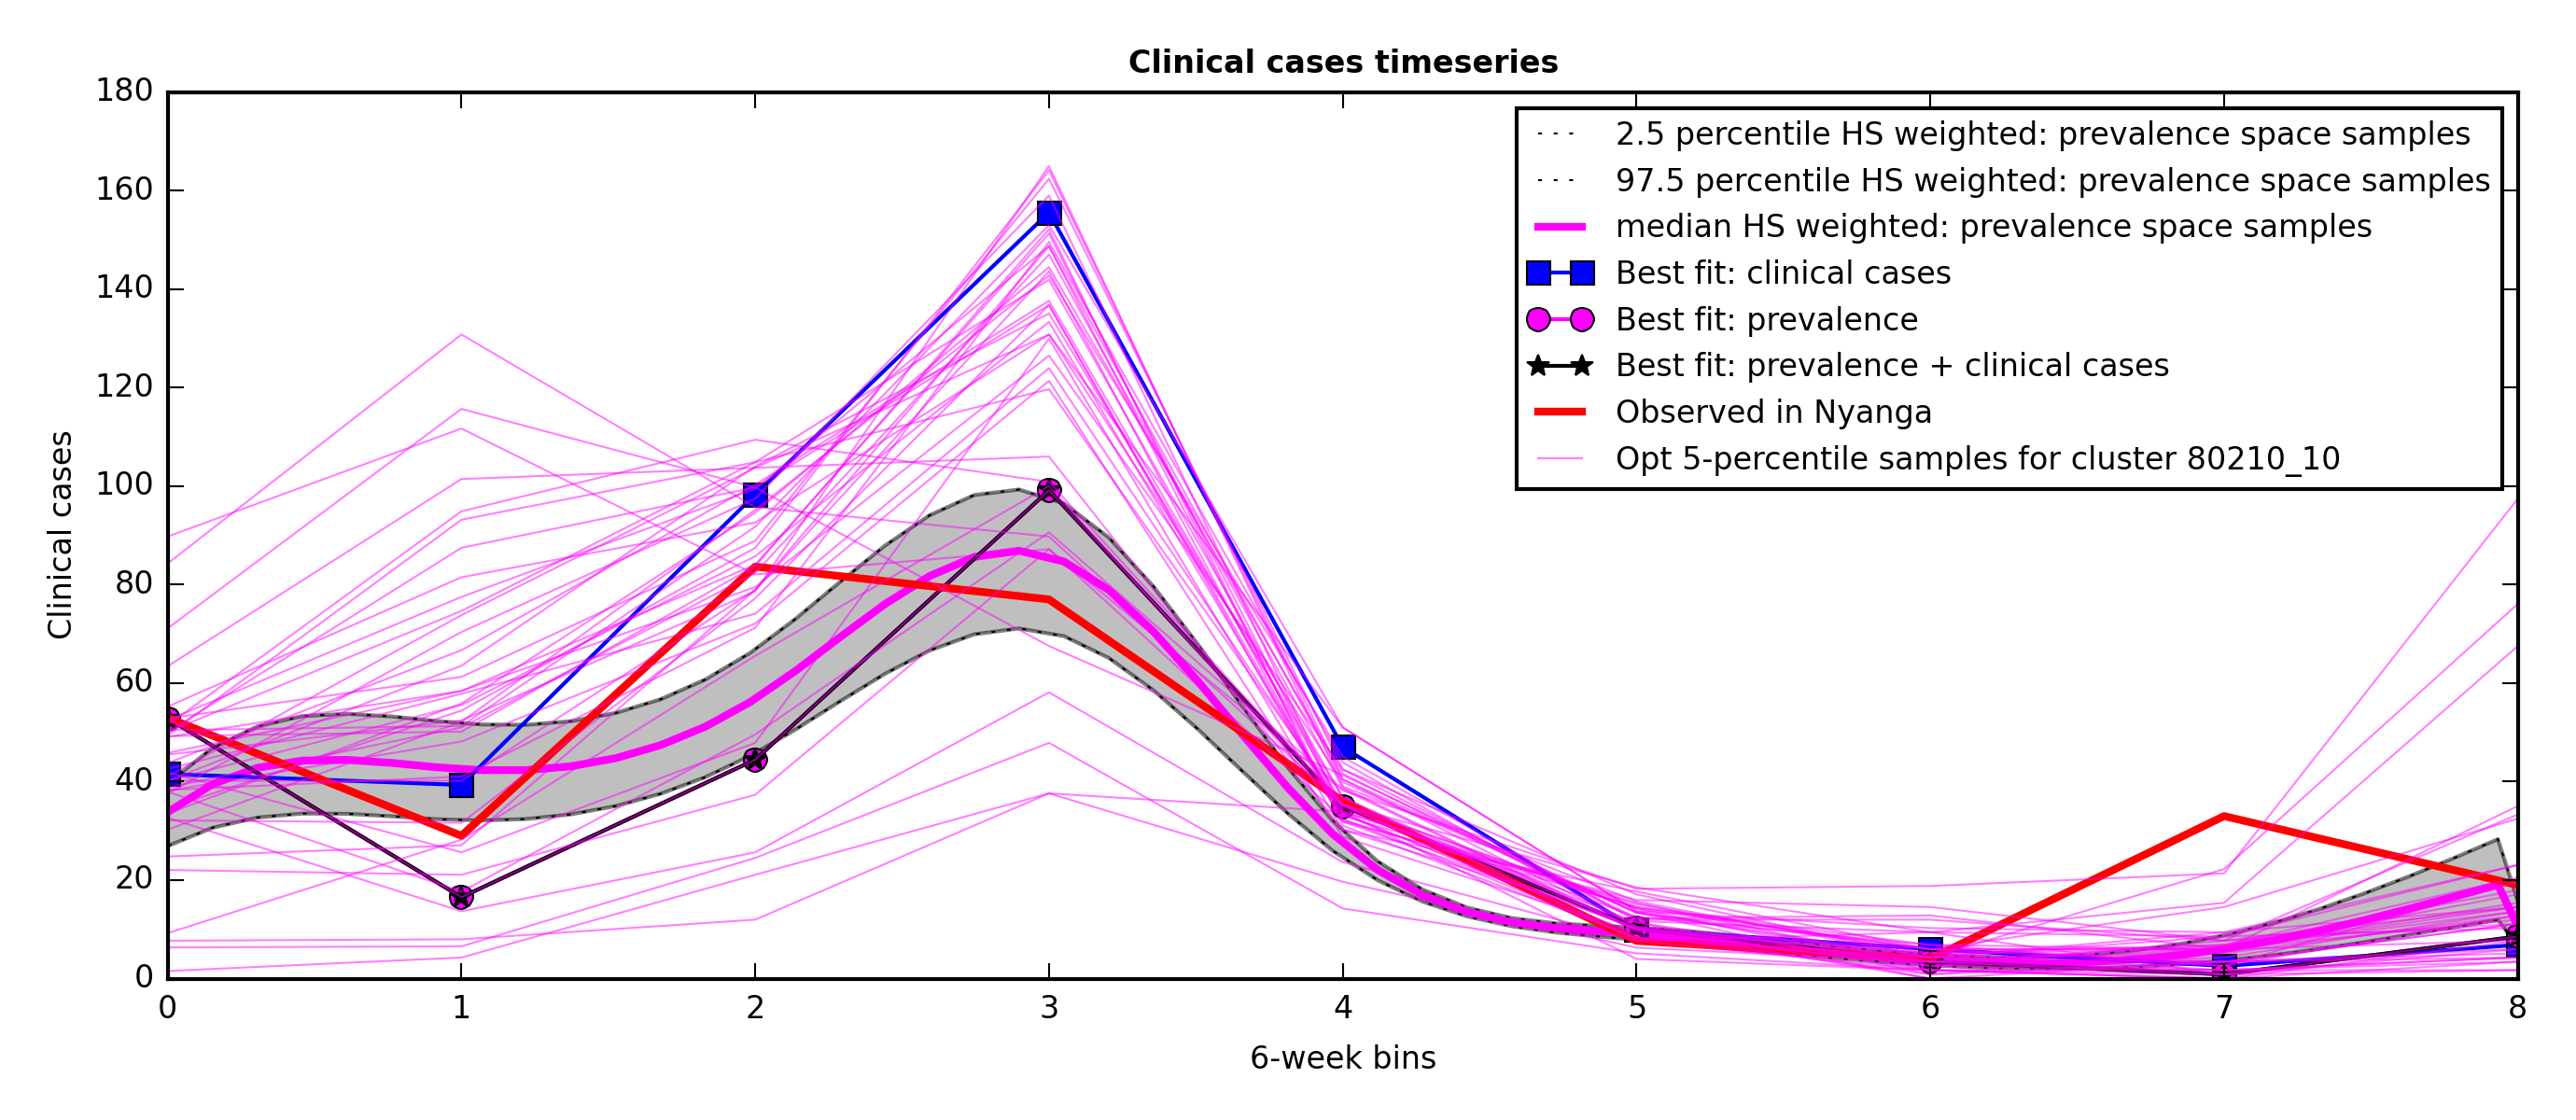 Clinical cases timeseries
180
160
140
120
100
80
60
40
20
0
Clinical cases
2.5 percentile HS weighted: prevalence space samples
97.5 percentile HS weighted: prevalence space samples
median HS weighted: prevalence space samples
Best fit: clinical cases
Best fit: prevalence
Best fit: prevalence + clinical cases
Observed in Nyanga
Opt 5-percentile samples for cluster 80210_10
0 1 2 3 4 5 6 7 8
6-week bins